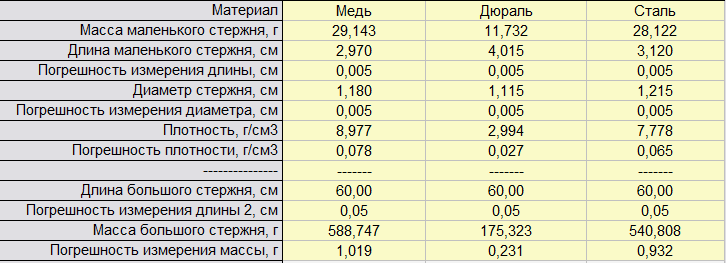 Материал Медь Дюраль Сталь
Масса маленького стержня, г 29,143 11,732 28,122
Длина маленького стержня, см 2,970 4,015 3,120
Погрешность измерения длины, см 0,005 0,005 0,005
Диаметр стержня, см 1,180 1,115 1,215
Погрешность измерения диаметра, см 0,005 0,005 0,005
Плотность, г/см3 8,977 2,994 7,778
Погрешность плотности, г/см3 0,078 0,027 0,065
--------------- ------- ------- -------
Длина большого стержня, см 60,00 60,00 60,00
Погрешность измерения длины 2, см 0,05 0,05 0,05
Масса большого стержня, г 588,747 175,323 540,808
Погрешность измерения массы, г 1,019 0,231 0,932